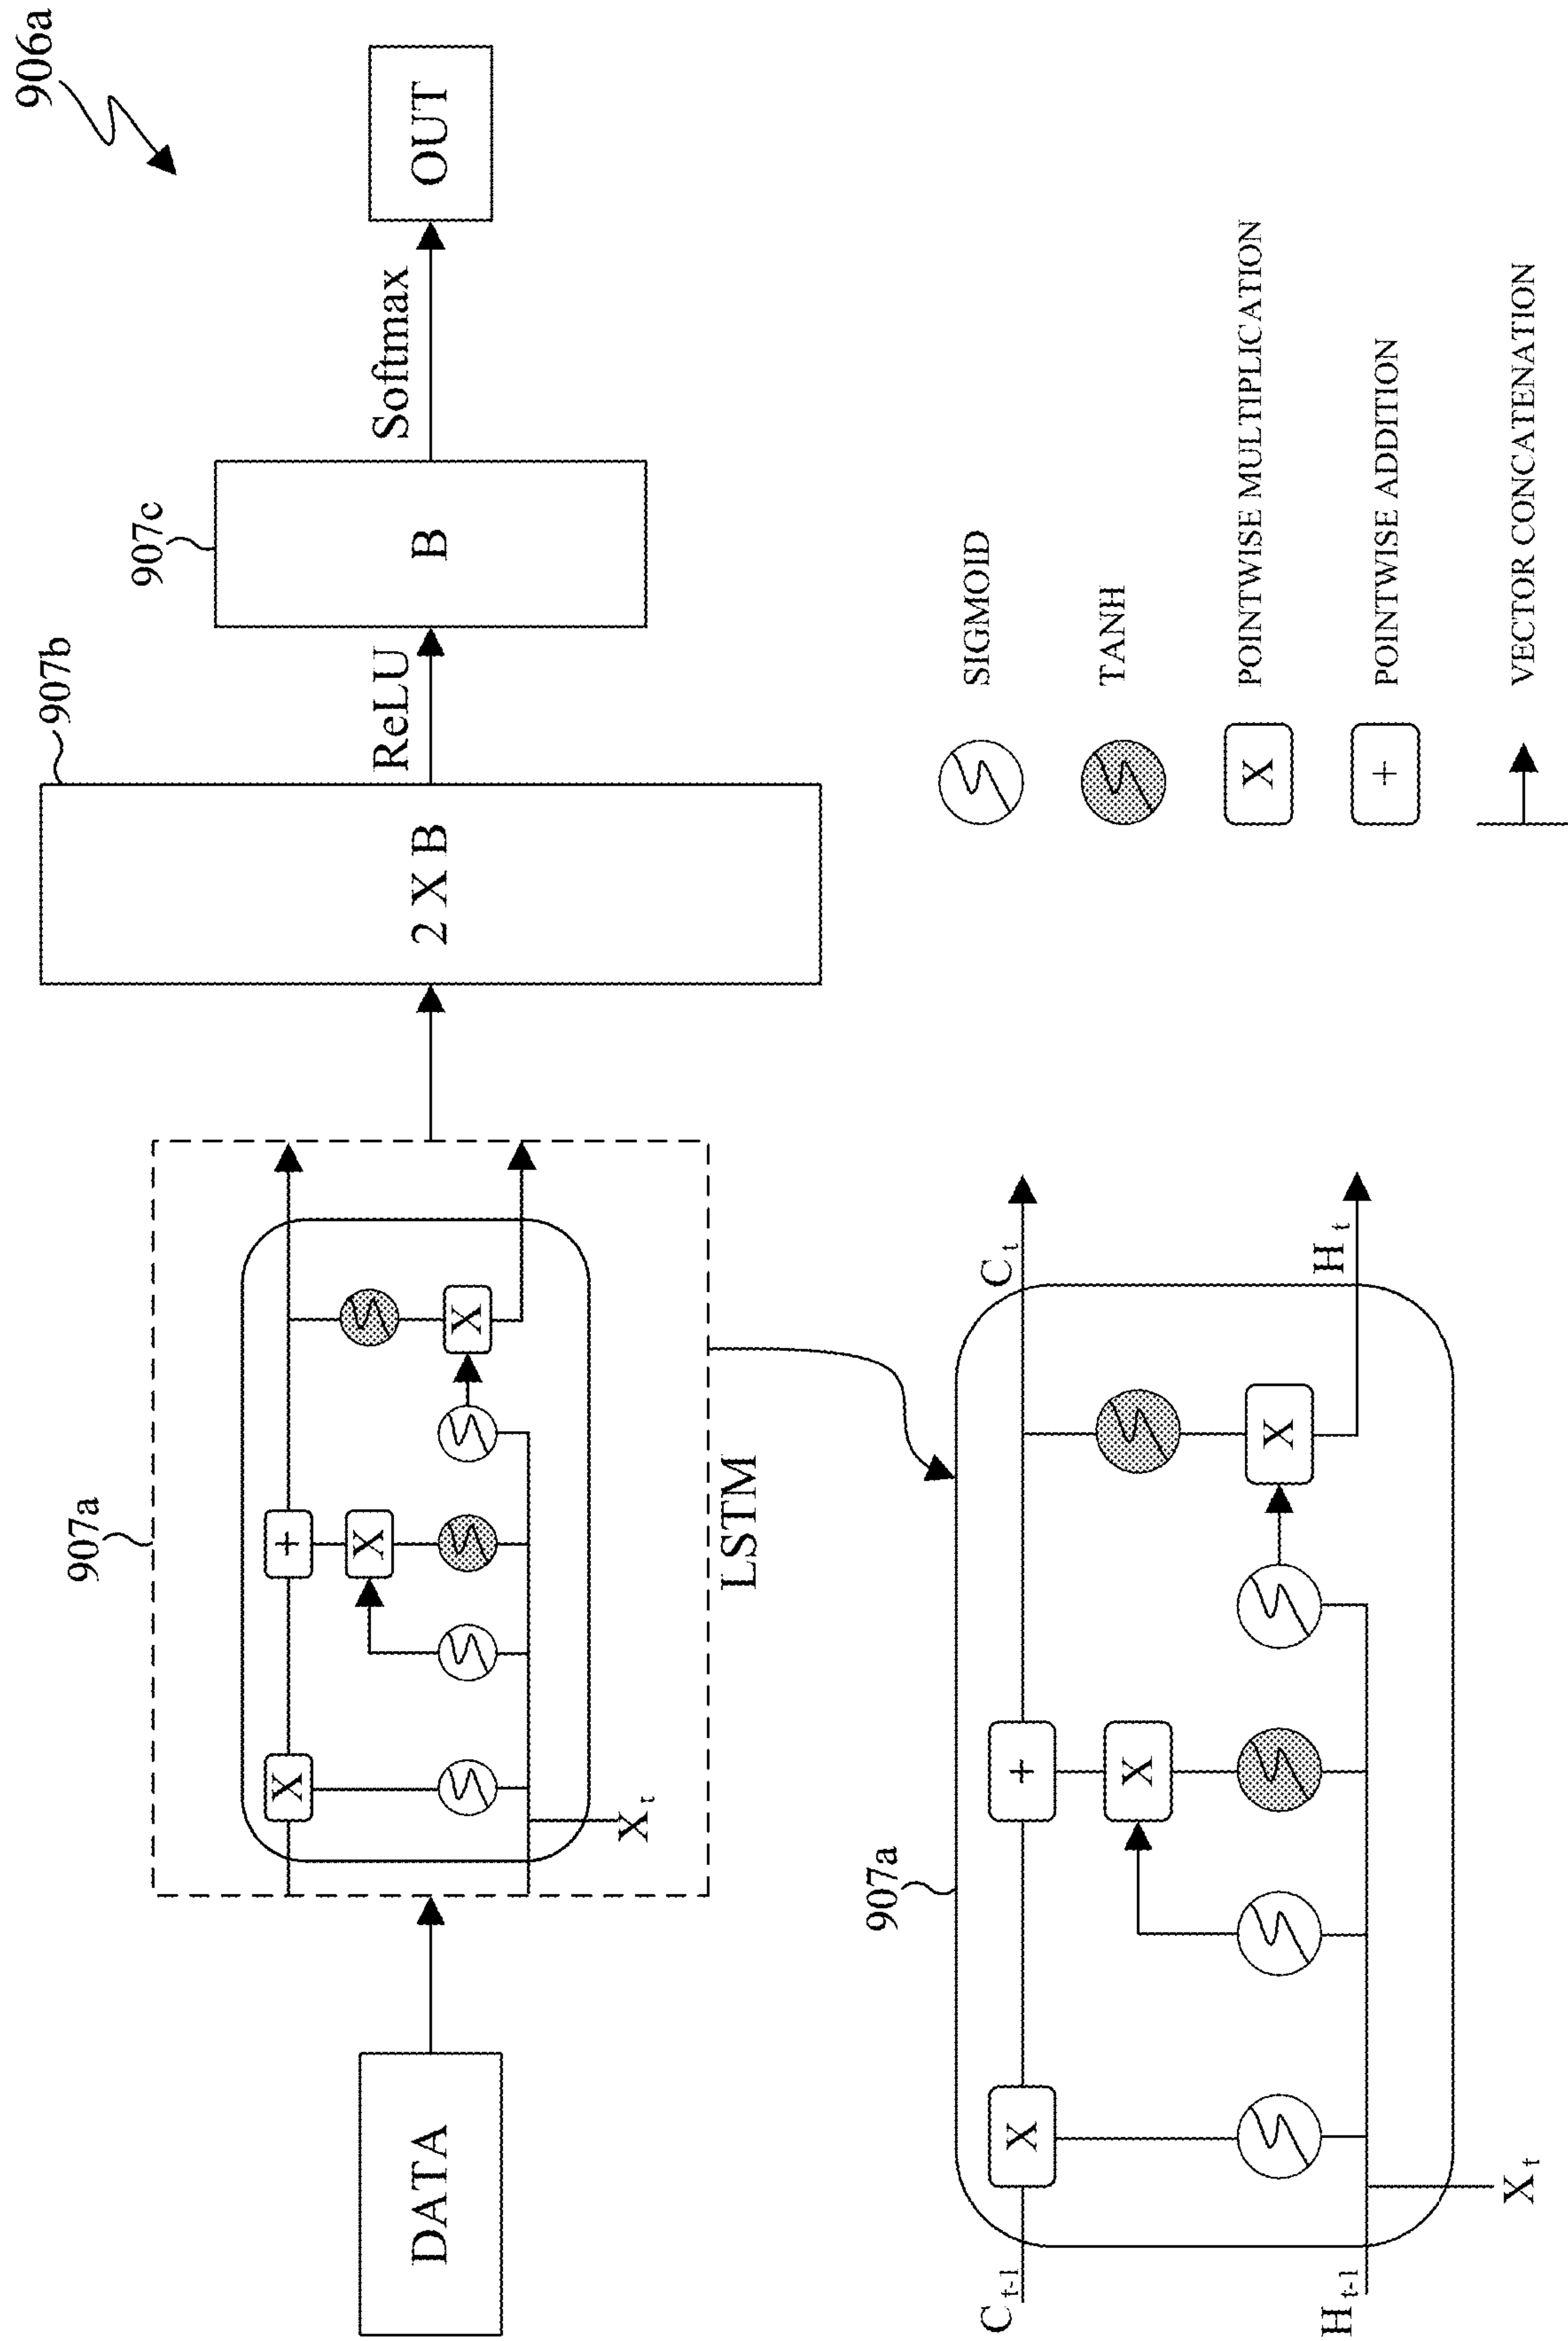 906a
907a
907b
907c
DATA
X
+
X
X
X t
LSTM
2 X B
ReLU
B
Softmax
OUT
907a
C t-1
H t-1
X t
X
+
X
X
C t
H t
SIGMOID
TANH
X POINTWISE MULTIPLICATION
+ POINTWISE ADDITION
VECTOR CONCATENATION